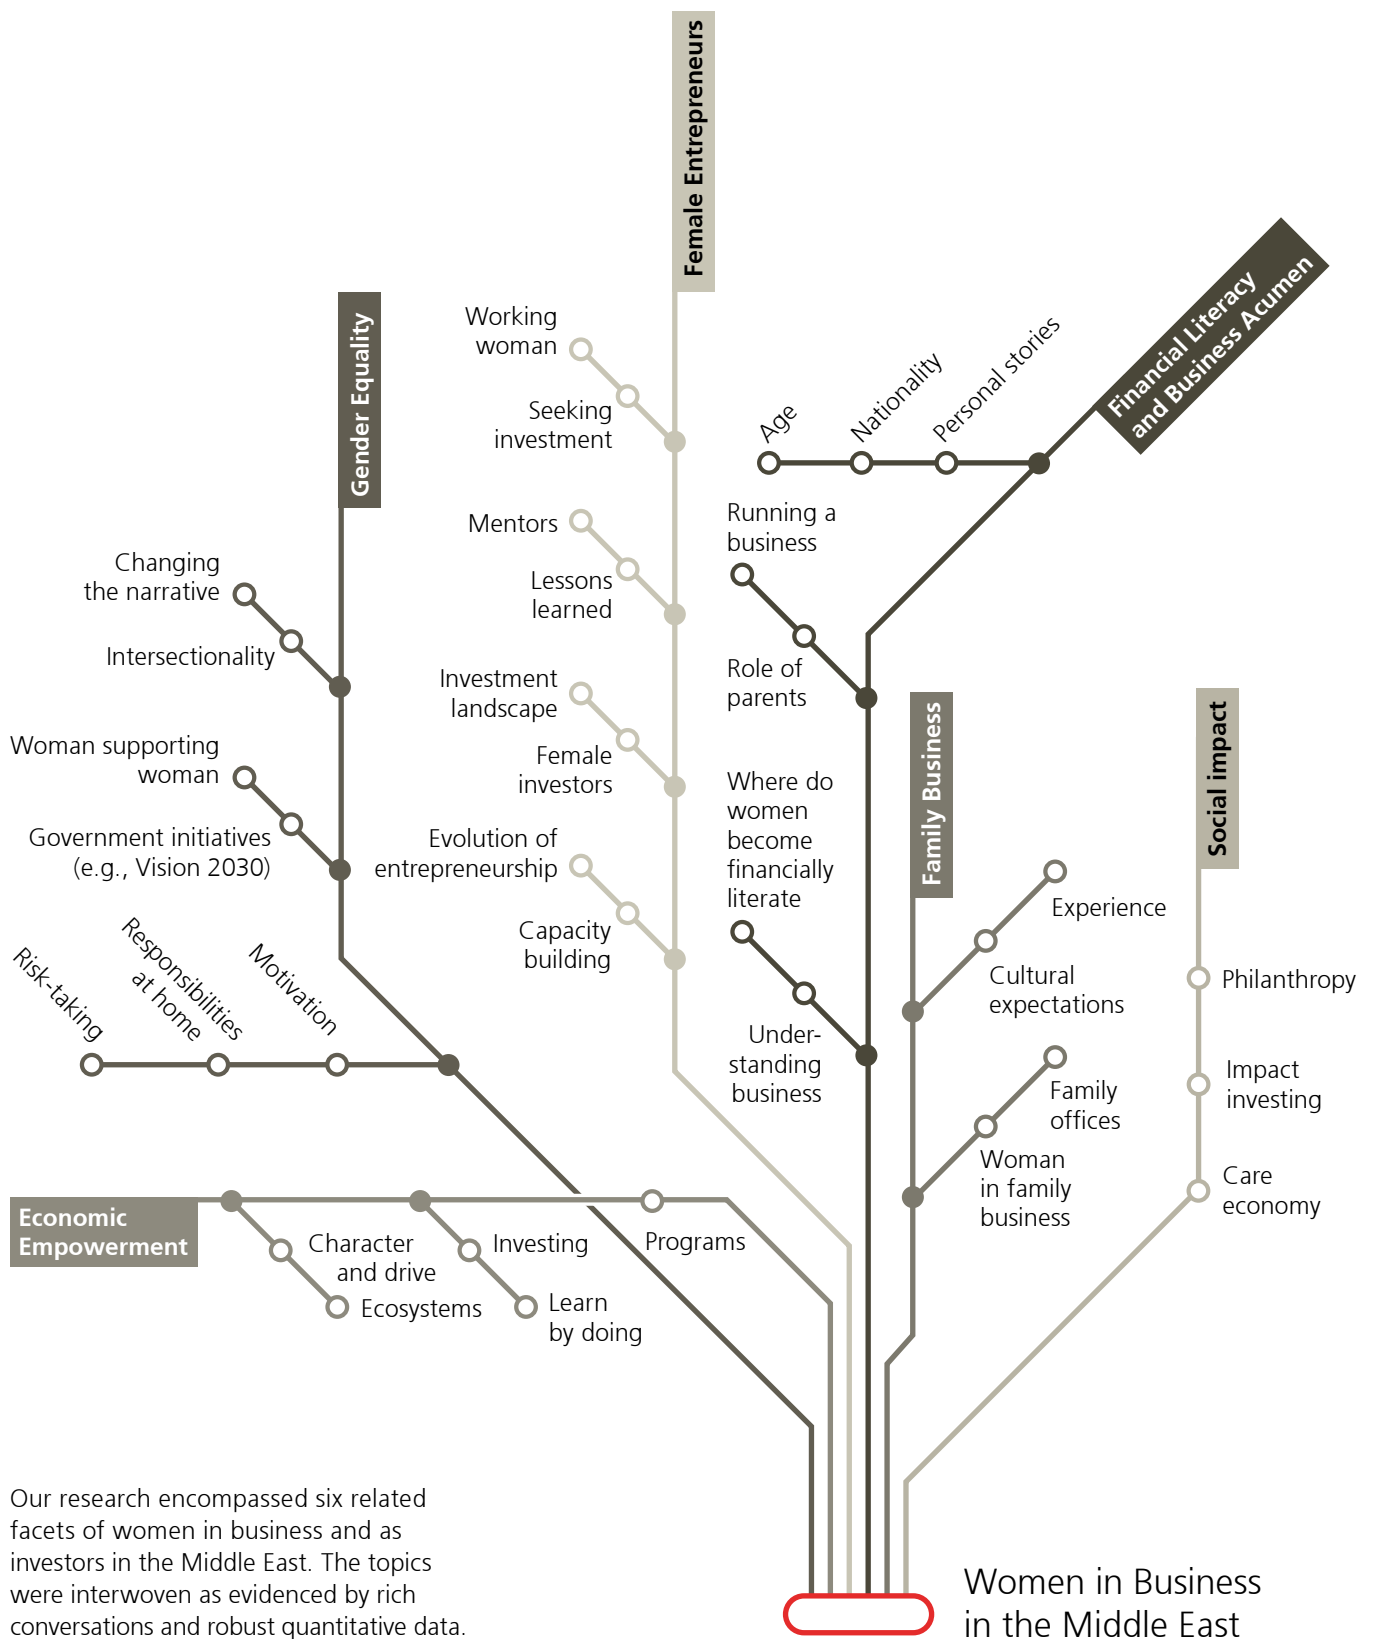 Female Entrepreneurs
Financial Literacy
and Business Acumen
Gender Equality
Working
woman
Seeking
investment
Age
Nationality
Personal stories
Mentors
Lessons
learned
Running a
business
Role of
parents
Changing
the narrative
Intersectionality
Investment
landscape
Female
investors
Family Business
Social impact
Woman supporting
woman
Government initiatives
(e.g., Vision 2030)
Evolution of
entrepreneurship
Capacity
building
Where do
women
become
financially
literate
Under-
standing
business
Experience
Cultural
expectations
Family
offices
Woman
in family
business
Philanthropy
Impact
investing
Care
economy
Risk-taking
Responsibilities
at home
Motivation
Economic
Empowerment
Character
and drive
Ecosystems
Investing
Learn
by doing
Programs
Our research encompassed six related
facets of women in business and as
investors in the Middle East. The topics
were interwoven as evidenced by rich
conversations and robust quantitative data.
Women in Business
in the Middle East